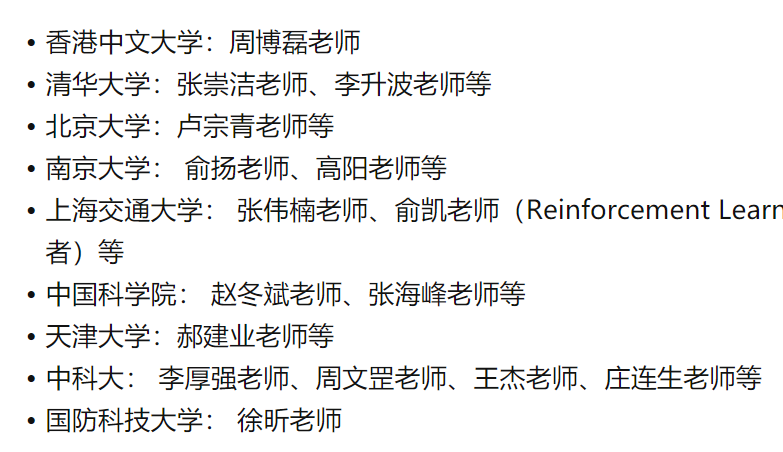 • 香港中文大学：周博磊老师
• 清华大学：张崇洁老师、李升波老师等
• 北京大学：卢宗青老师等
• 南京大学： 俞扬老师、高阳老师等
• 上海交通大学： 张伟楠老师、俞凯老师（Reinforcement Learn
者）等
• 中国科学院： 赵冬斌老师、张海峰老师等
• 天津大学：郝建业老师等
• 中科大： 李厚强老师、周文罡老师、王杰老师、庄连生老师等
• 国防科技大学： 徐昕老师